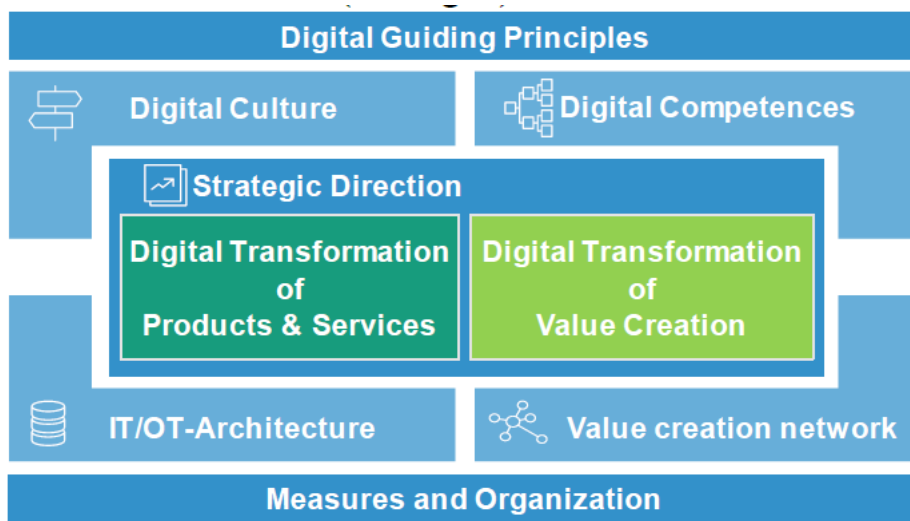 Digital Guiding Principles
Digital Culture
Digital Competences
Strategic Direction
Digital Transformation
of
Products & Services
Digital Transformation
of
Value Creation
IT/OT-Architecture
Value creation network
Measures and Organization